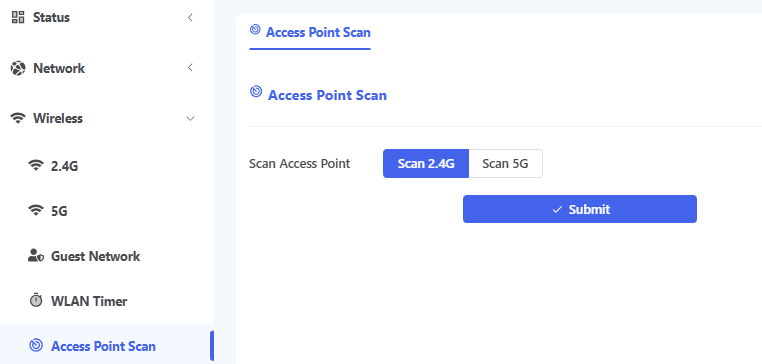 Status
Network
Wireless
2.4G
5G
Guest Network
WLAN Timer
Access Point Scan
Access Point Scan
Access Point Scan
Scan Access Point Scan 2.4G Scan 5G
Submit